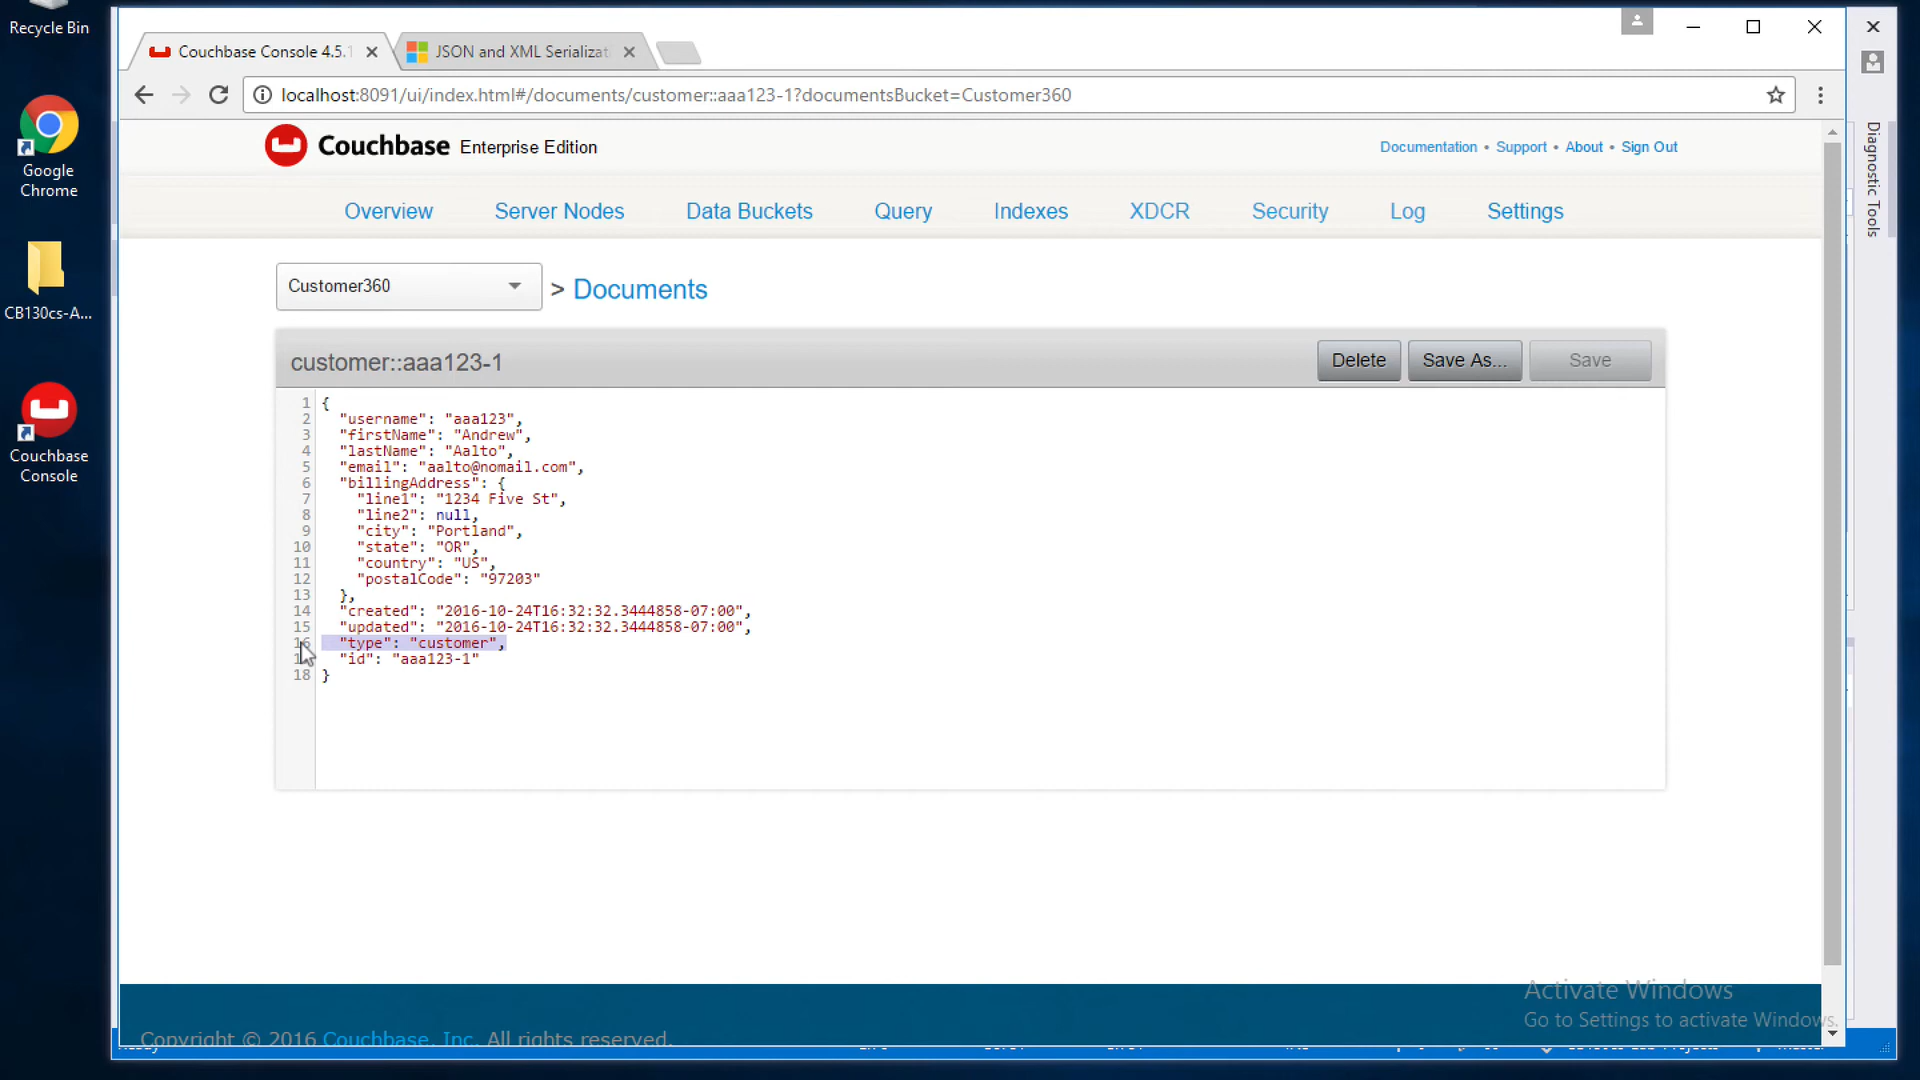 Recycle Bin
Google
Chrome
CB130cs-A...
Couchbase
Console
Couchbase Console 4.5.1
JSON and XML Serializat
localhost:8091/ui/index.html#/documents/customer::aaa123-1?documentsBucket=Customer360
Couchbase Enterprise Edition
Documentation • Support • About • Sign Out
Overview Server Nodes Data Buckets Query Indexes XDCR Security Log Settings
Customer360 > Documents
customer::aaa123-1 Delete Save As... Save
1 {
2 "username": "aaa123",
3 "firstName": "Andrew",
4 "lastName": "Aalto",
5 "email": "aalto@nomail.com",
6 "billingAddress": {
7 "line1": "1234 Five St",
8 "line2": null,
9 "city": "Portland",
10 "state": "OR",
11 "country": "US",
12 "postalCode": "97203"
13 },
14 "created": "2016-10-24T16:32:32.3444858-07:00",
15 "updated": "2016-10-24T16:32:32.3444858-07:00",
16 "type": "customer",
"id": "aaa123-1"
18 }
Diagnostic Tools
Activate Windows
Go to Settings to activate Windows.
Copyright © 2016 Couchbase, Inc. All rights reserved.